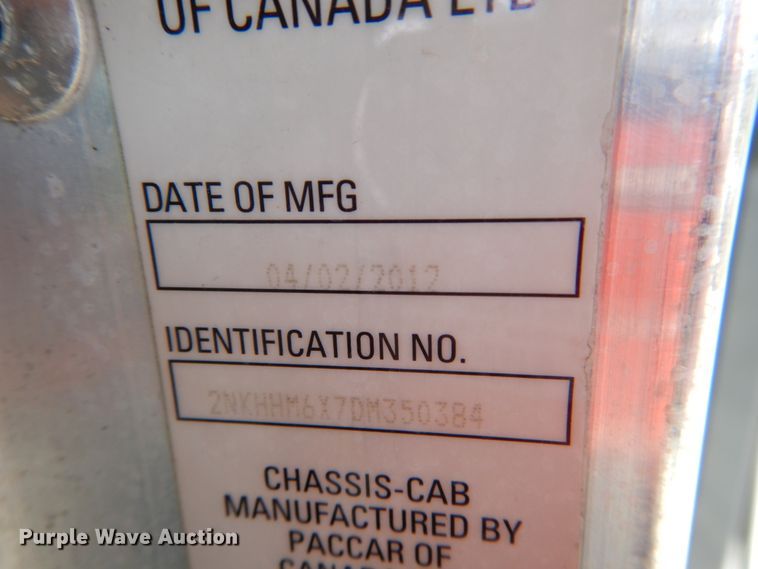 OF CANADA LTD
DATE OF MFG
04/02/2012
IDENTIFICATION NO.
2NKHHM6X7DM350384
CHASSIS-CAB
MANUFACTURED BY
PACCAR OF
Purple Wave Auction